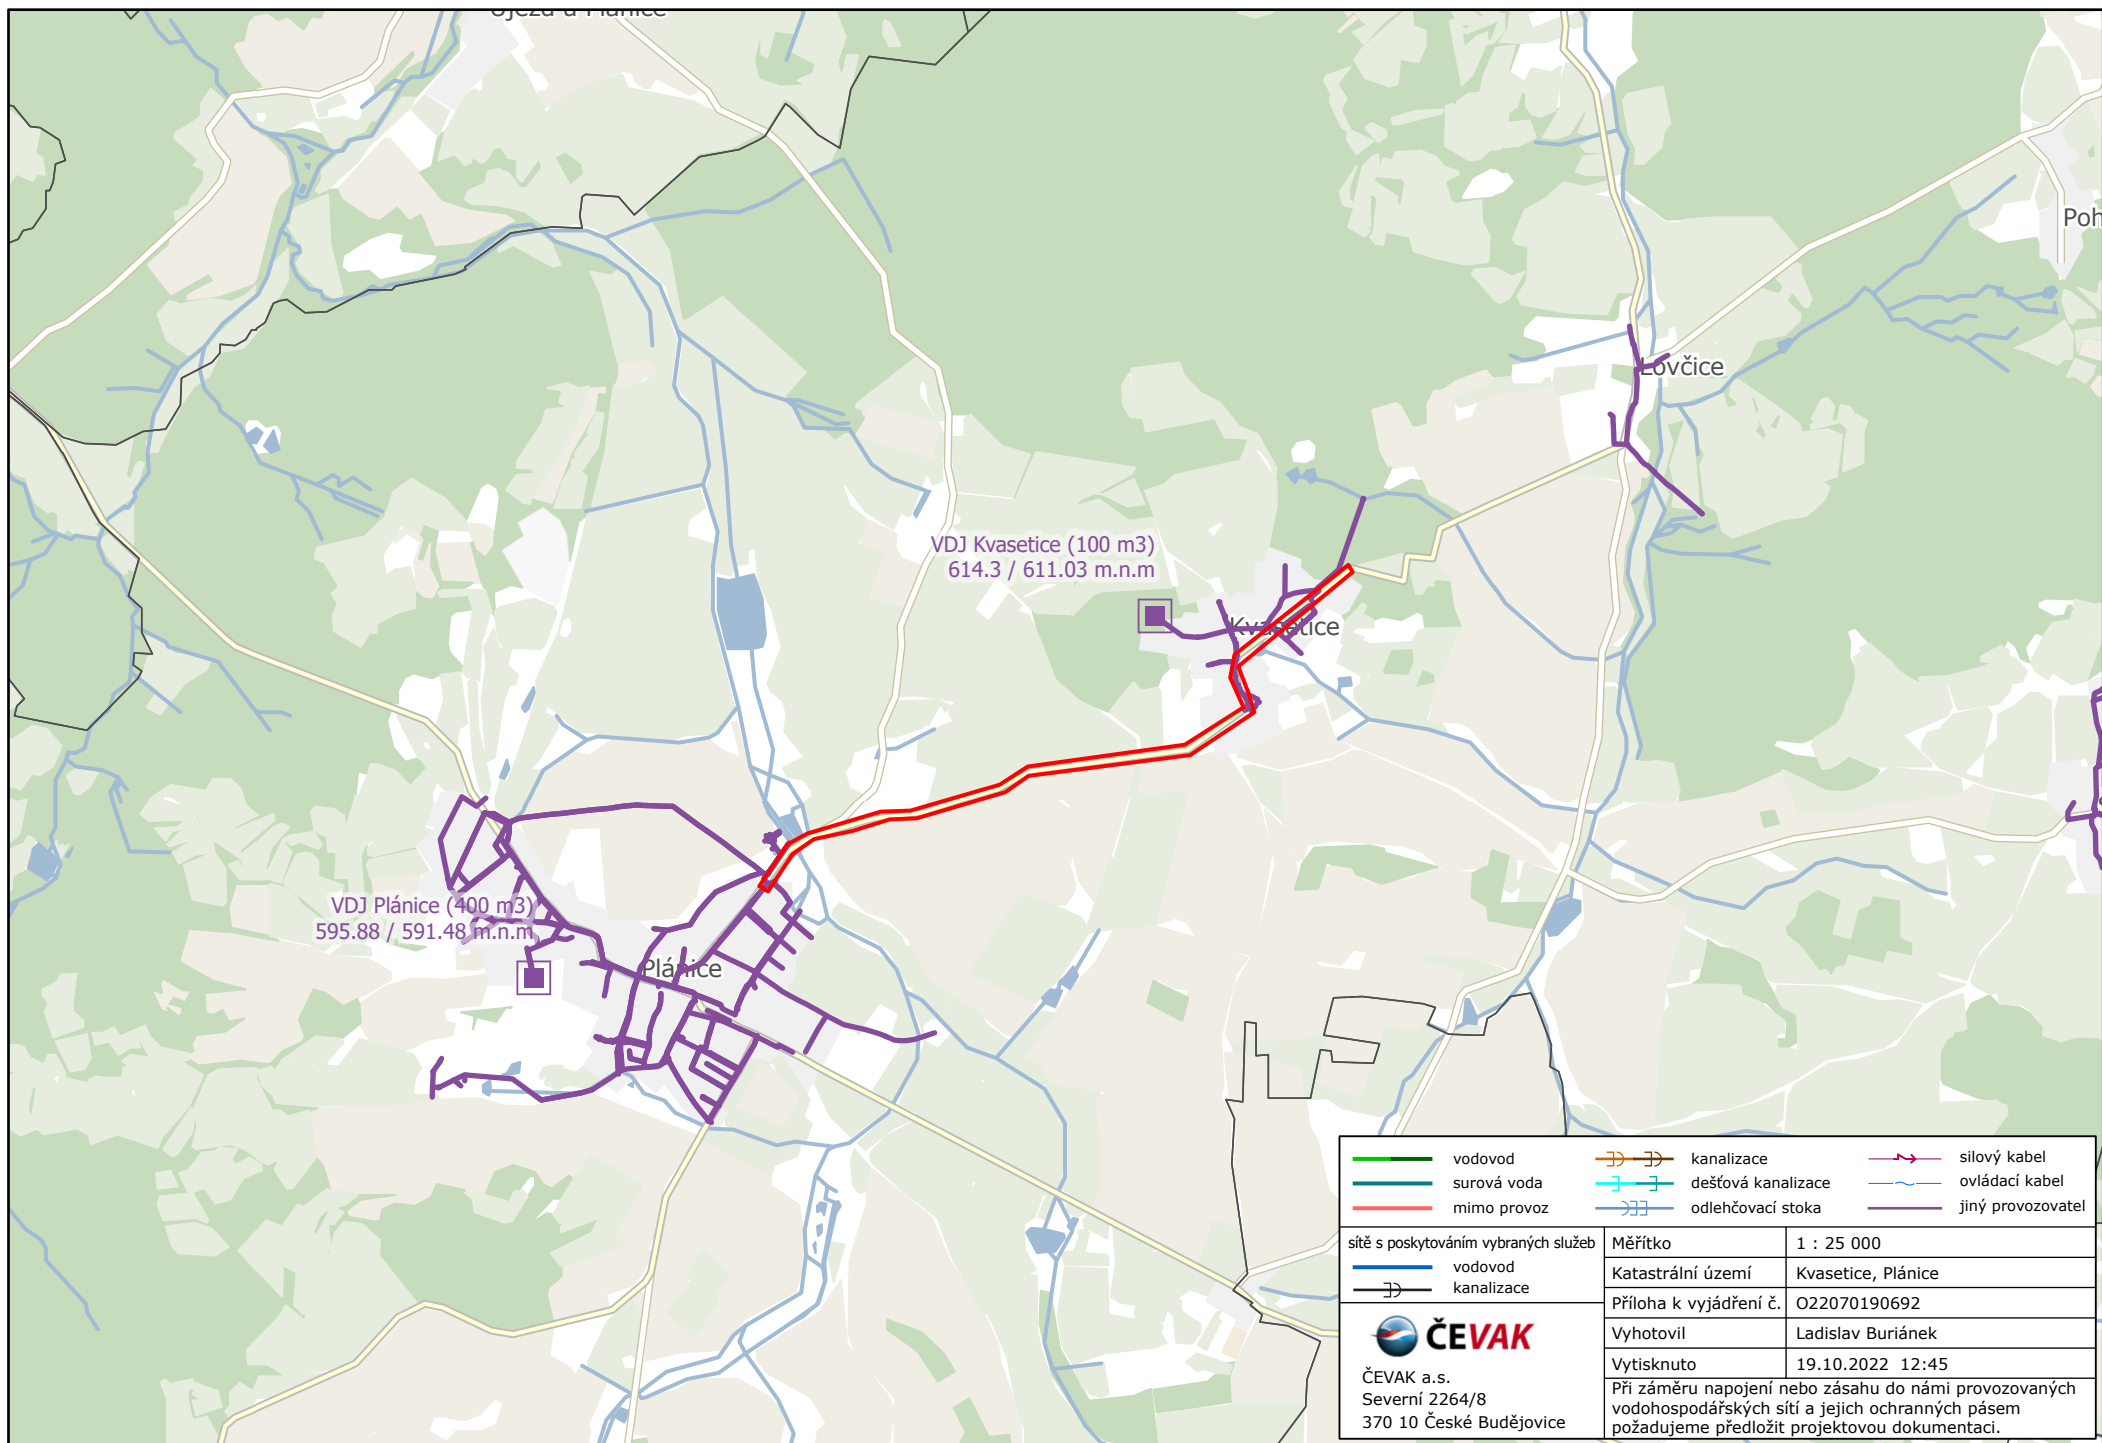 Újezd u Plánice
Poh
Lovčice
VDJ Kvasetice (100 m3)
614.3 / 611.03 m.n.m
Kvasetice
VDJ Plánice (400 m3)
595.88 / 591.48 m.n.m
Plánice
vodovod
surová voda
mimo provoz
kanalizace
dešťová kanalizace
odlehčovací stoka
silový kabel
ovládací kabel
jiný provozovatel
sítě s poskytováním vybraných služeb
vodovod
kanalizace
Měřítko 1 : 25 000
Katastrální území Kvasetice, Plánice
Příloha k vyjádření č. O22070190692
Vyhotovil Ladislav Buriánek
Vytisknuto 19.10.2022 12:45
ČEVAK
ČEVAK a.s.
Severní 2264/8
370 10 České Budějovice
Při záměru napojení nebo zásahu do námi provozovaných
vodohospodářských sítí a jejich ochranných pásem
požadujeme předložit projektovou dokumentaci.